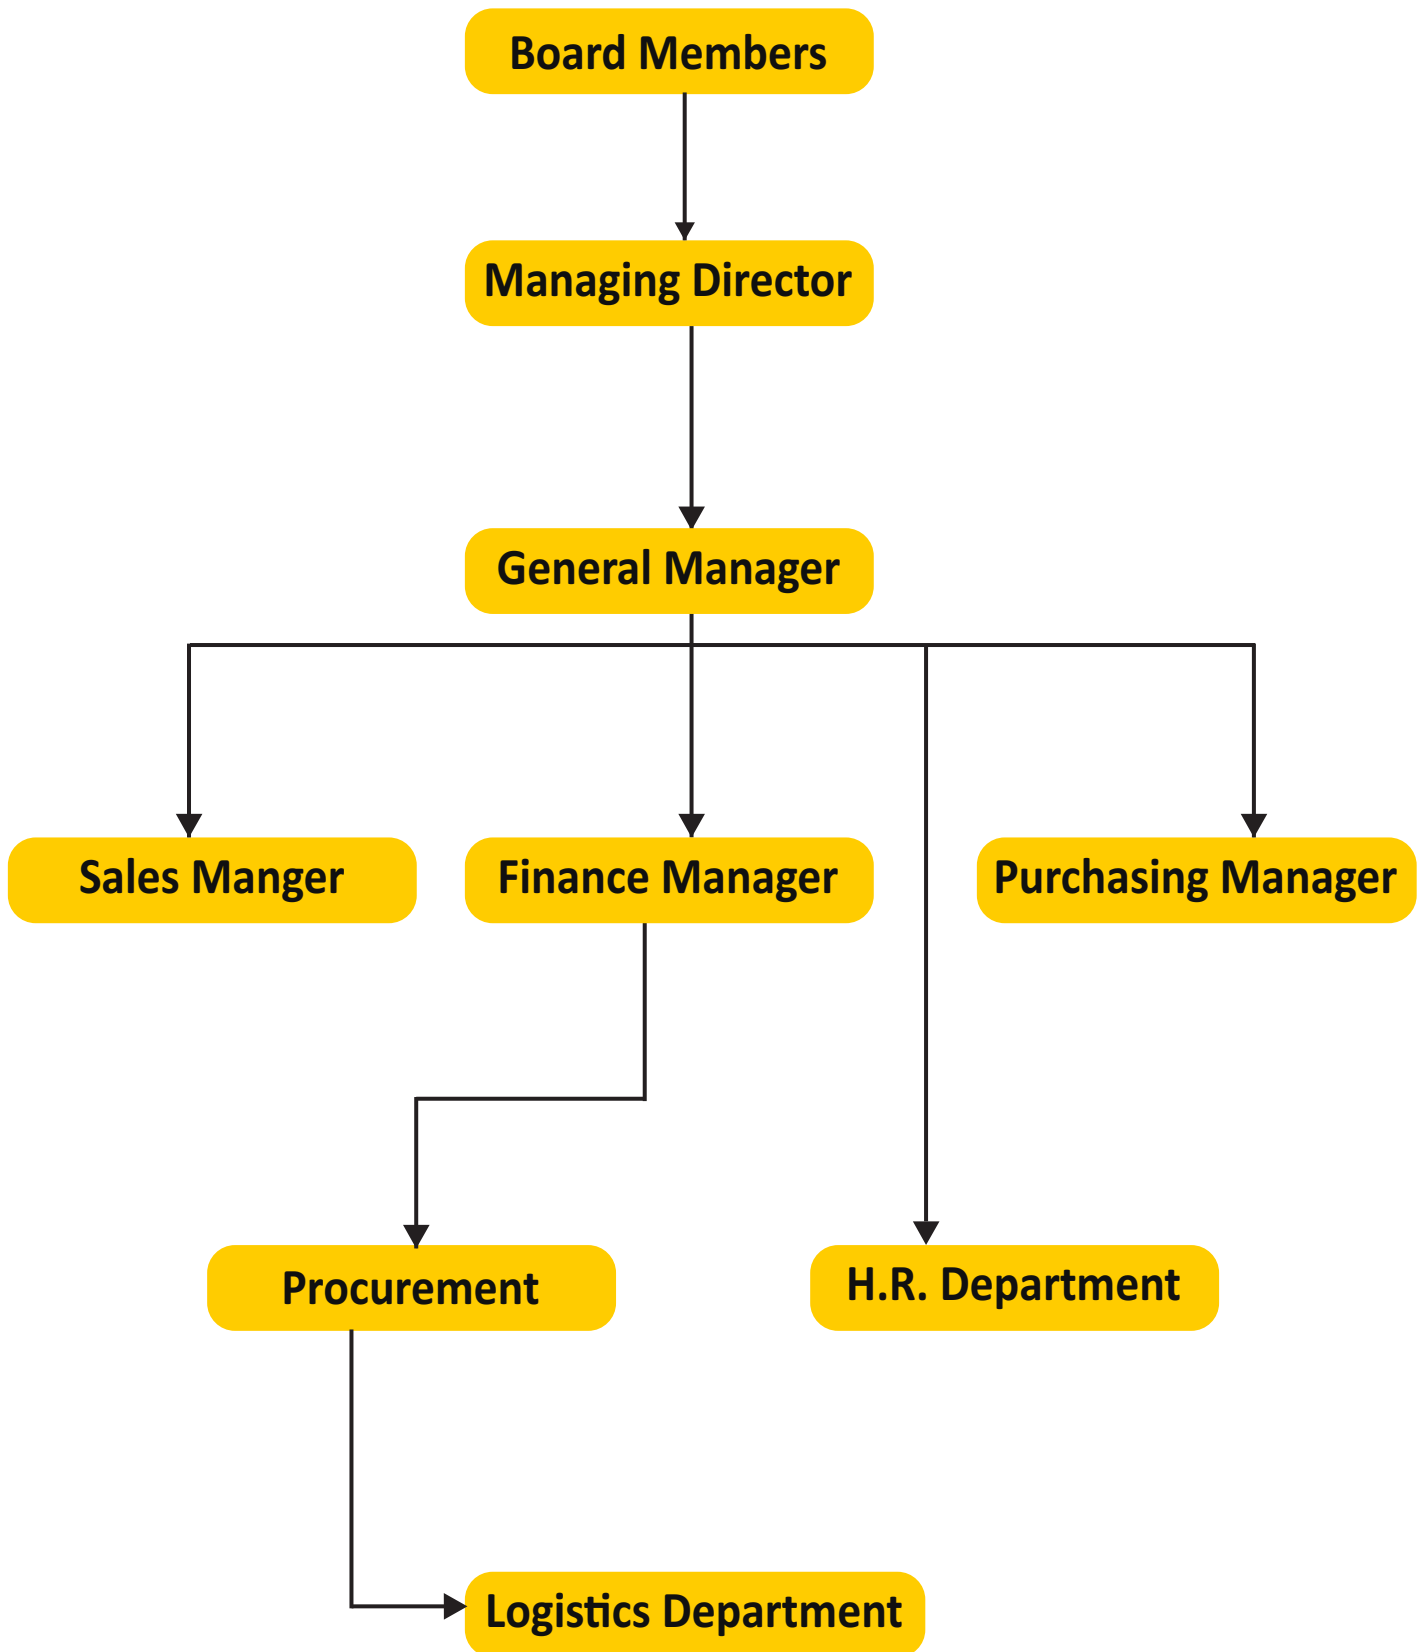 Board Members
Managing Director
General Manager
Sales Manger
Finance Manager
Purchasing Manager
Procurement
H.R. Department
Logistics Department